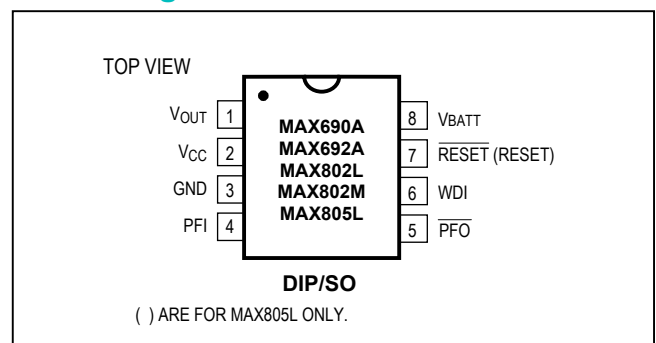 TOP VIEW
VOUT 1
VCC 2
GND 3
PFI 4
MAX690A
MAX692A
MAX802L
MAX802M
MAX805L
8 VBATT
7 RESET (RESET)
6 WDI
5 PFO
DIP/SO
( ) ARE FOR MAX805L ONLY.